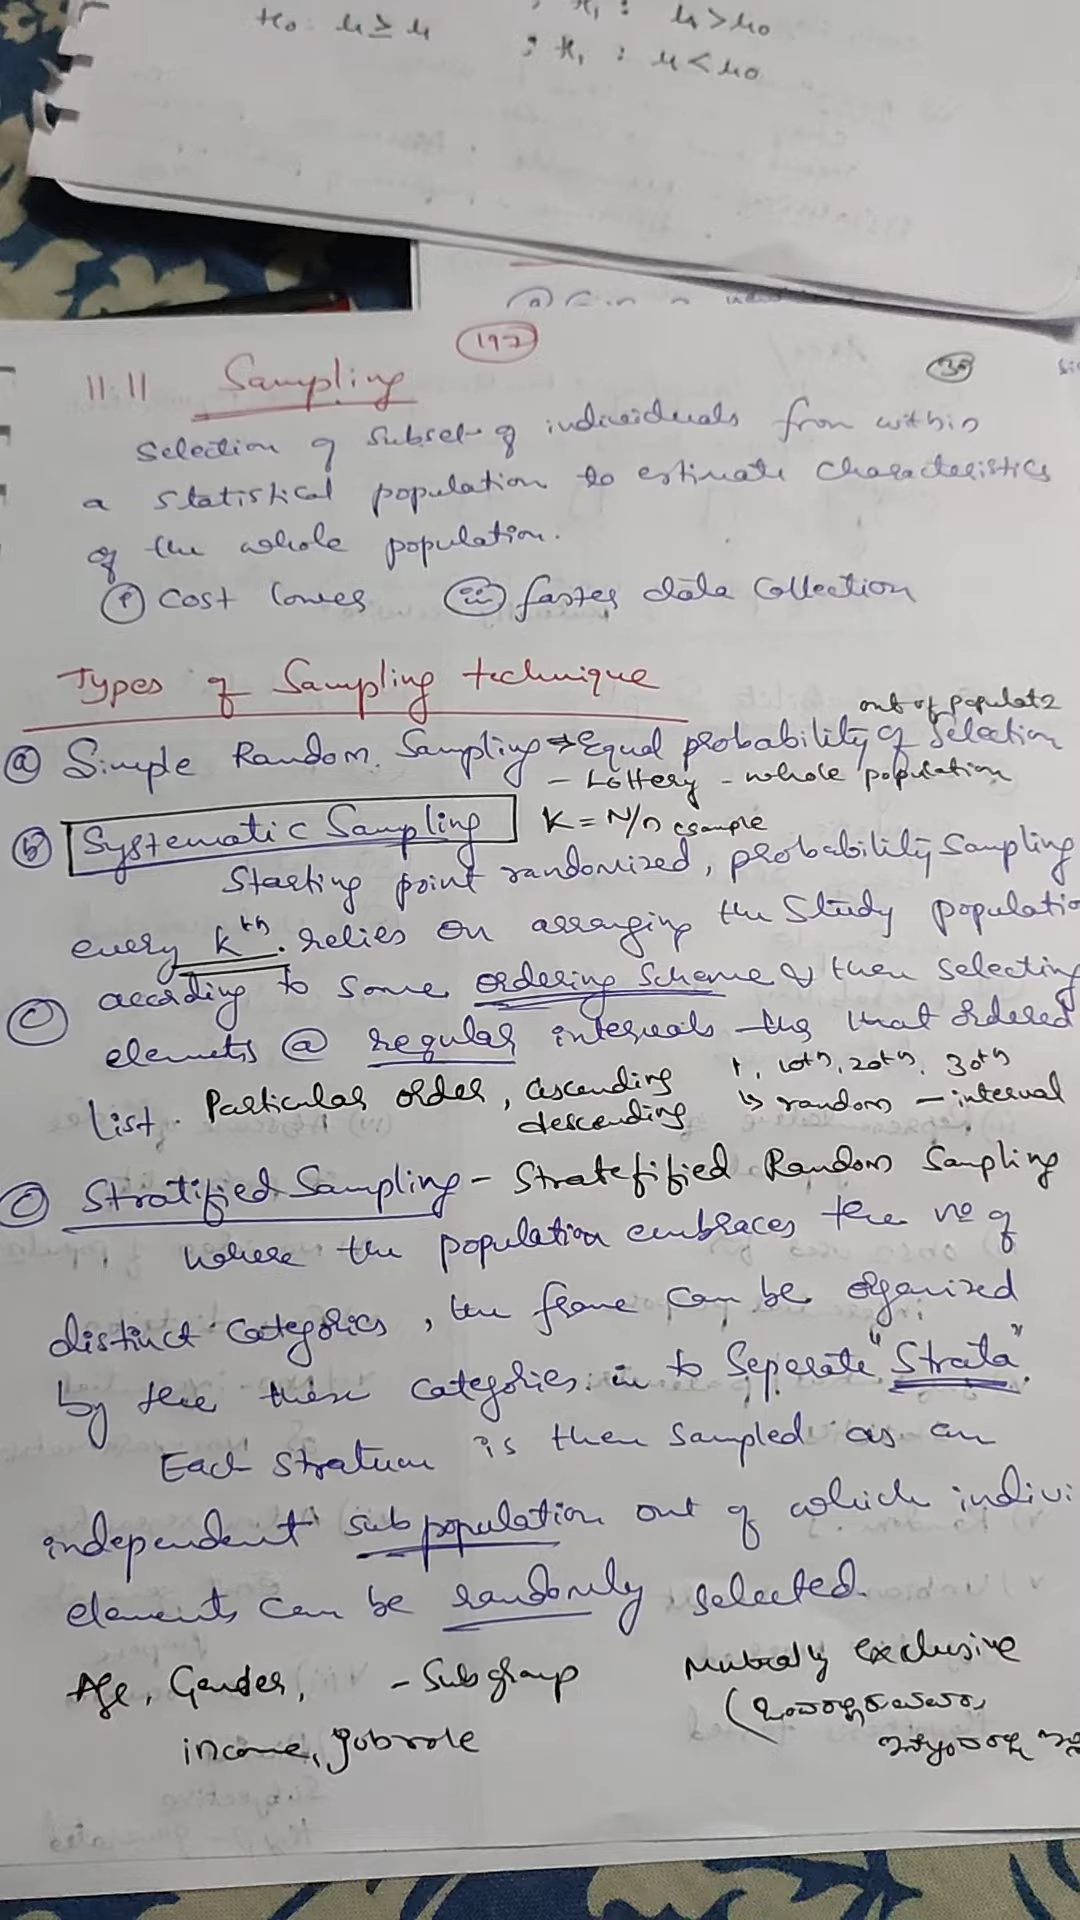 H₀: μ ≥ μ ; H₁ : μ > μ₀
; H₁ : μ < μ₀
197
11.11 Sampling
Selection of subset of individuals from within
a statistical population to estimate characteristics
of the whole population.
(i) Cost lower (ii) faster data collection
Types of Sampling technique
out of populat
(a) Simple Random Sampling ⇒ Equal probability of selection
- Lottery - whole population
(b) Systematic Sampling K = N/n sample
Starting point randomized, probability sampling
every kth. relies on arranging the study populatio
(C) according to some ordering scheme & then selecting
elements @ regular intervals that ordered
list. Particular order, ascending 1, 10th, 20th, 30th
descending ↳ random – interval
(C) Stratified Sampling - Stratefified Random Sampling
where the population embraces the no of
distinct categories, the frame can be organized
by the these categories in to Seperate "Strata".
Each stratum is then sampled as an
independent sub population out of which indivi
elements can be randomly selected.
Age, Gender, - Subgroup Mutually exclusive
income, Jobrole